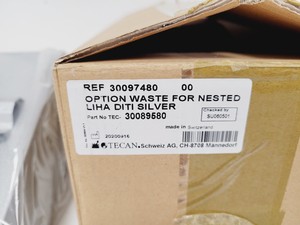 REF 30097480 00
OPTION WASTE FOR NESTED
LIHA DITI SILVER
Part No TEC- 30089680
Checked by
SU060501
made in Switzerland
20200416
TECAN. Schweiz AG, CH-8708 Männedorf